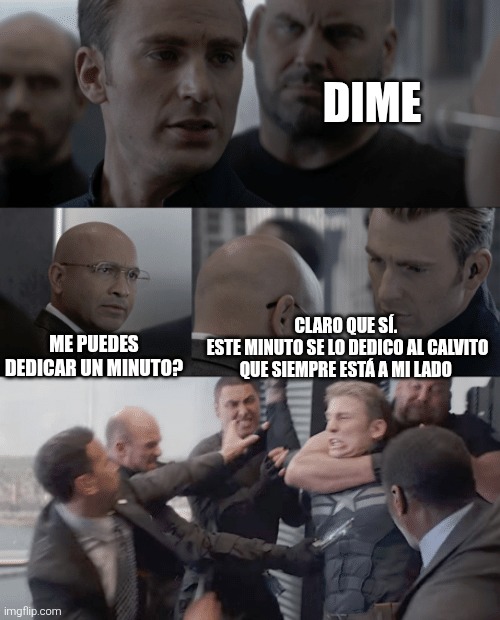 DIME
ME PUEDES
DEDICAR UN MINUTO?
CLARO QUE SÍ.
ESTE MINUTO SE LO DEDICO AL CALVITO
QUE SIEMPRE ESTÁ A MI LADO
imgflip.com